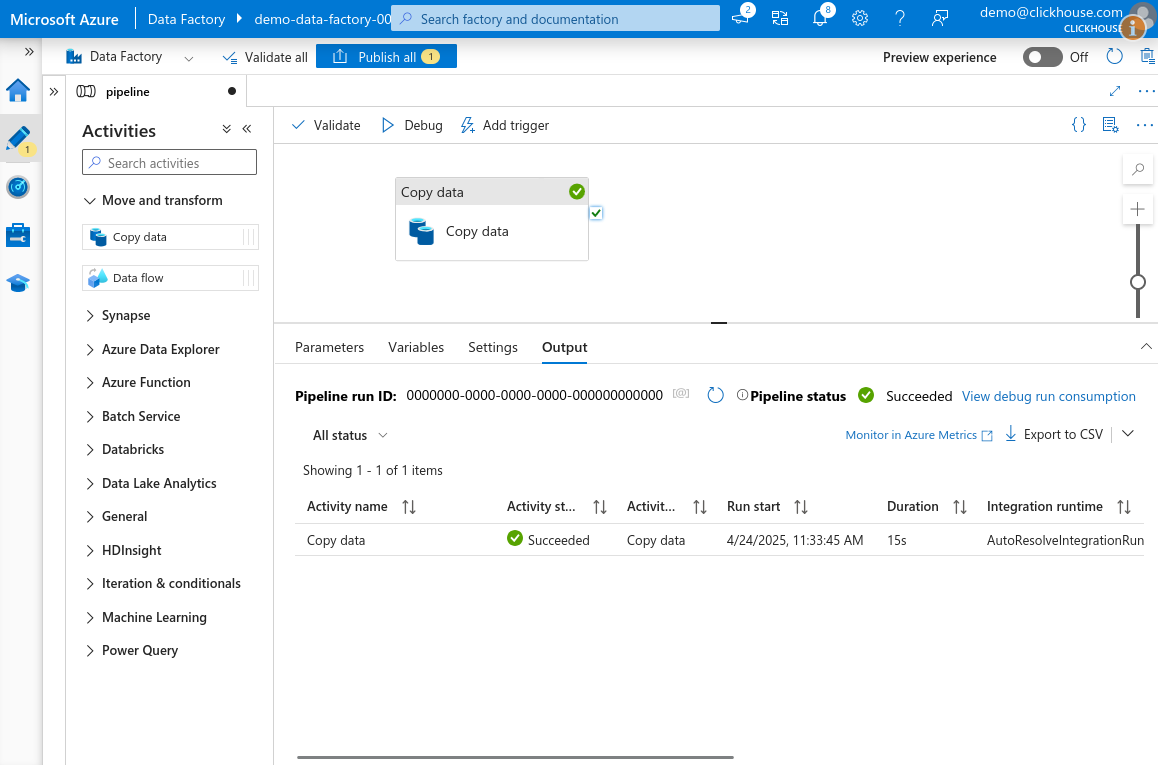 Microsoft Azure Data Factory demo-data-factory-00 Search factory and documentation 2 8 demo@clickhouse.com
CLICKHOUSE
Data Factory Validate all Publish all 1 Preview experience Off
pipeline
1
Activities
Search activities
Move and transform
Copy data
Data flow
Synapse
Azure Data Explorer
Azure Function
Batch Service
Databricks
Data Lake Analytics
General
HDInsight
Iteration & conditionals
Machine Learning
Power Query
Validate Debug Add trigger
Copy data
Copy data
Parameters Variables Settings Output
Pipeline run ID: 0000000-0000-0000-0000-000000000000 [@] Pipeline status Succeeded View debug run consumption
All status Monitor in Azure Metrics Export to CSV
Showing 1 - 1 of 1 items
Activity name Activity st... Activit... Run start Duration Integration runtime
Copy data Succeeded Copy data 4/24/2025, 11:33:45 AM 15s AutoResolveIntegrationRun